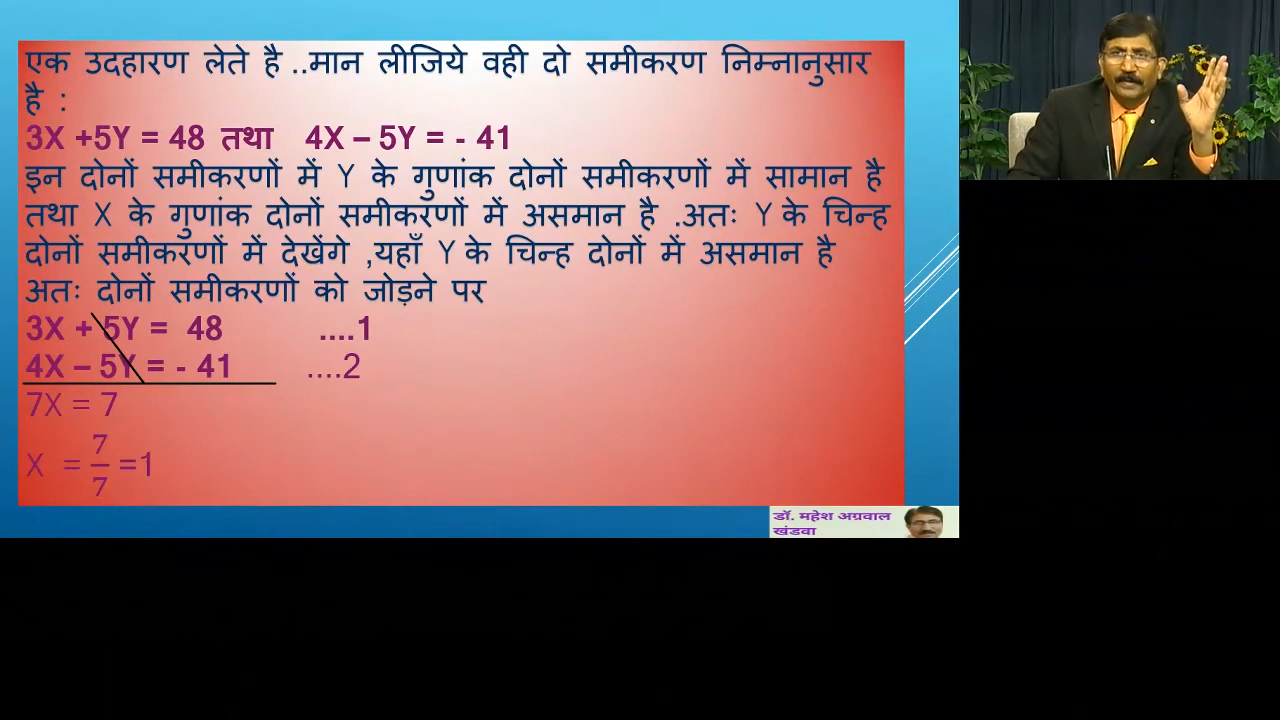 एक उदहारण लेते है ..मान लीजिये वही दो समीकरण निम्नानुसार
है :
3X +5Y = 48 तथा 4X – 5Y = - 41
इन दोनों समीकरणों में Y के गुणांक दोनों समीकरणों में सामान है
तथा X के गुणांक दोनों समीकरणों में असमान है .अतः Y के चिन्ह
दोनों समीकरणों में देखेंगे ,यहाँ Y के चिन्ह दोनों में असमान है
अतः दोनों समीकरणों को जोड़ने पर
3X + 5Y = 48 ....1
4X – 5Y = - 41 ....2
7X = 7
X = 7/7 =1
डॉ. महेश अग्रवाल
खंडवा